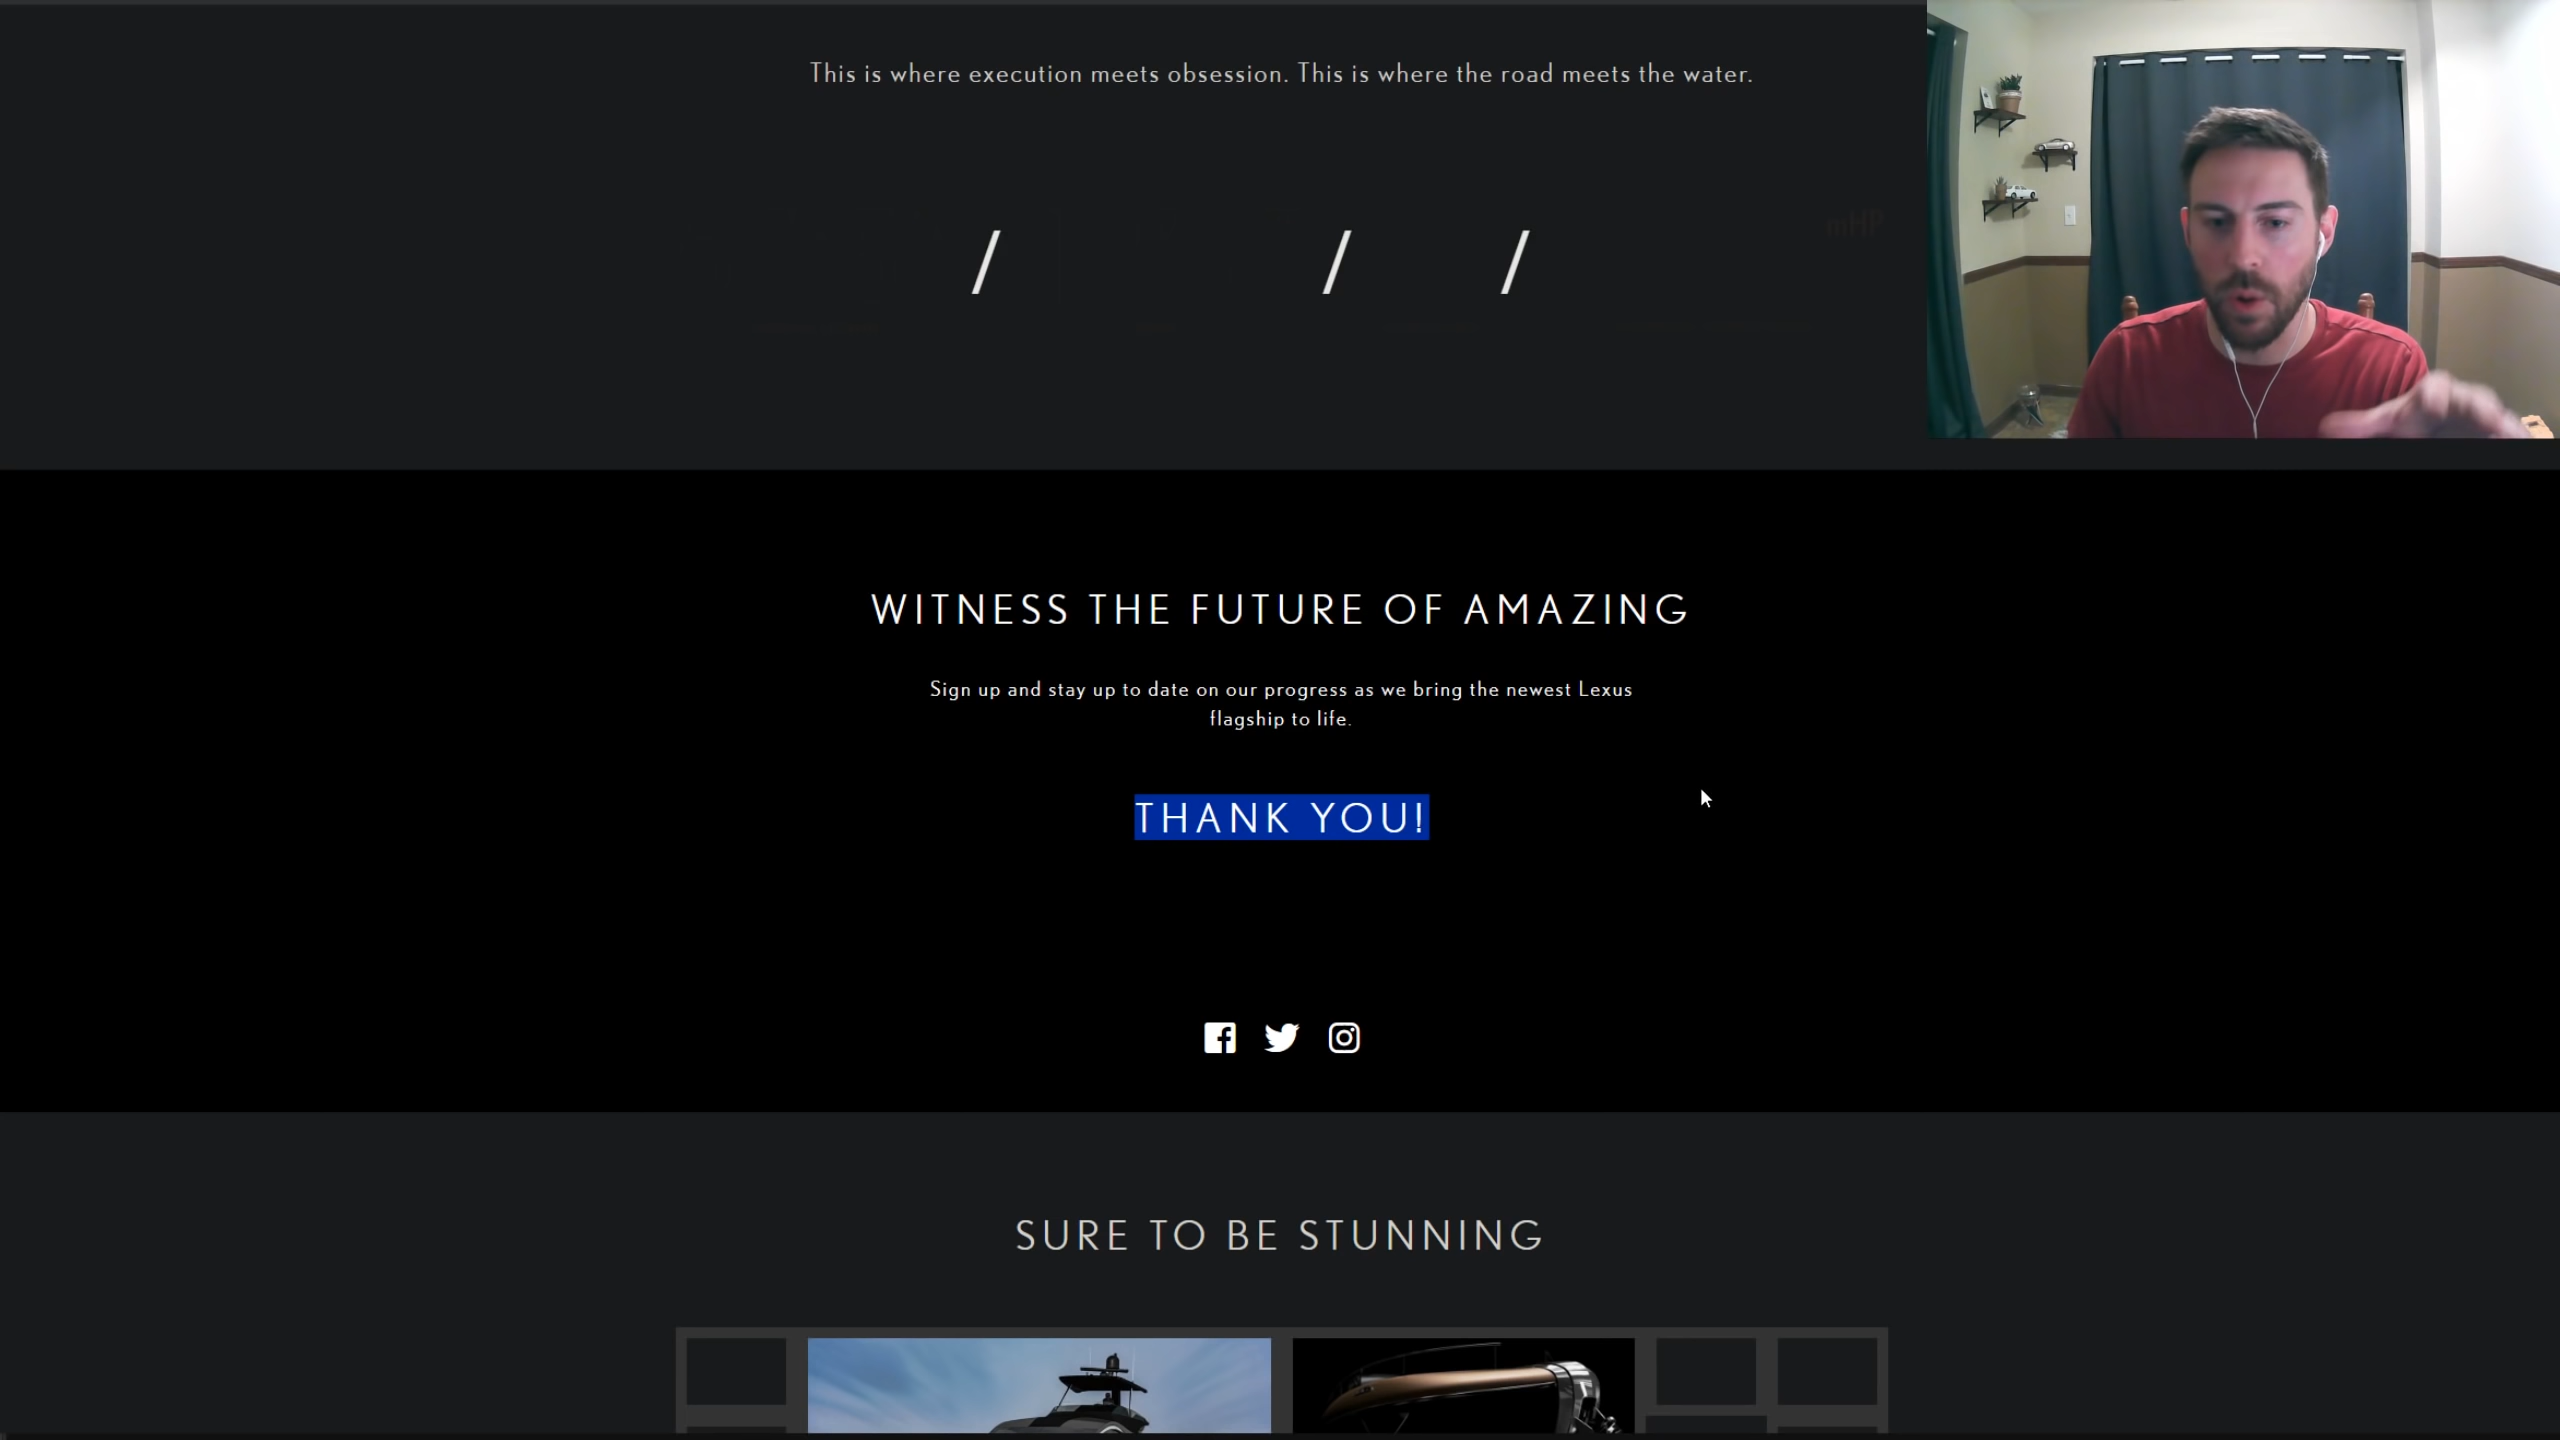 This is where execution meets obsession. This is where the road meets the water.
/ / /
mHP
WITNESS THE FUTURE OF AMAZING
Sign up and stay up to date on our progress as we bring the newest Lexus
flagship to life.
THANK YOU!
SURE TO BE STUNNING